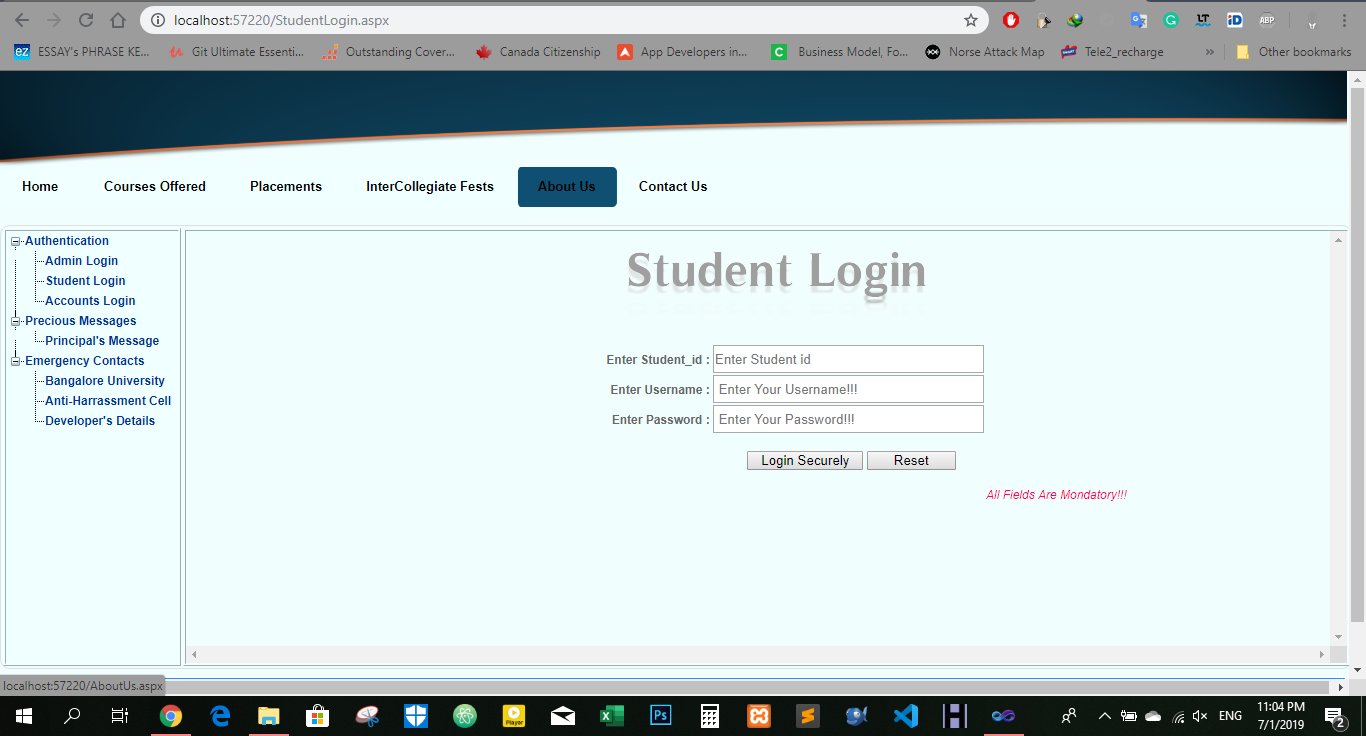 localhost:57220/StudentLogin.aspx
ESSAY's PHRASE KE... Git Ultimate Essenti... Outstanding Cover... Canada Citizenship App Developers in... Business Model, Fo... Norse Attack Map Tele2_recharge » Other bookmarks
Home Courses Offered Placements InterCollegiate Fests About Us Contact Us
Authentication
Admin Login
Student Login
Accounts Login
Precious Messages
Principal's Message
Emergency Contacts
Bangalore University
Anti-Harrassment Cell
Developer's Details
Student Login
Enter Student_id : Enter Student id
Enter Username : Enter Your Username!!!
Enter Password : Enter Your Password!!!
Login Securely Reset
All Fields Are Mondatory!!!
localhost:57220/AboutUs.aspx
ENG 11:04 PM
7/1/2019 2